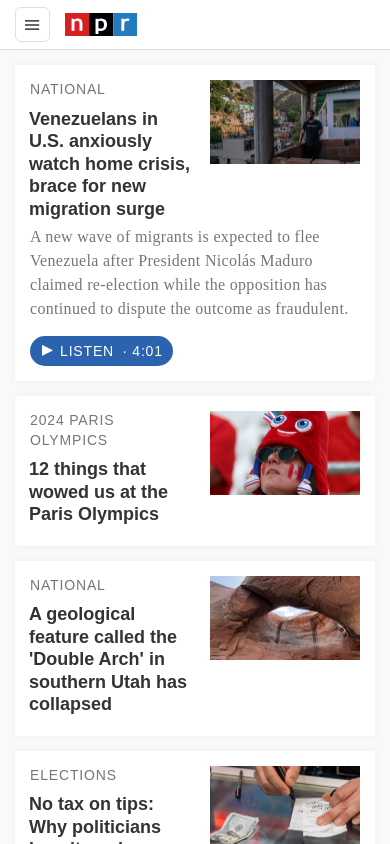 npr
NATIONAL
Venezuelans in
U.S. anxiously
watch home crisis,
brace for new
migration surge
A new wave of migrants is expected to flee
Venezuela after President Nicolás Maduro
claimed re-election while the opposition has
continued to dispute the outcome as fraudulent.
LISTEN · 4:01
2024 PARIS
OLYMPICS
12 things that
wowed us at the
Paris Olympics
NATIONAL
A geological
feature called the
'Double Arch' in
southern Utah has
collapsed
ELECTIONS
No tax on tips:
Why politicians